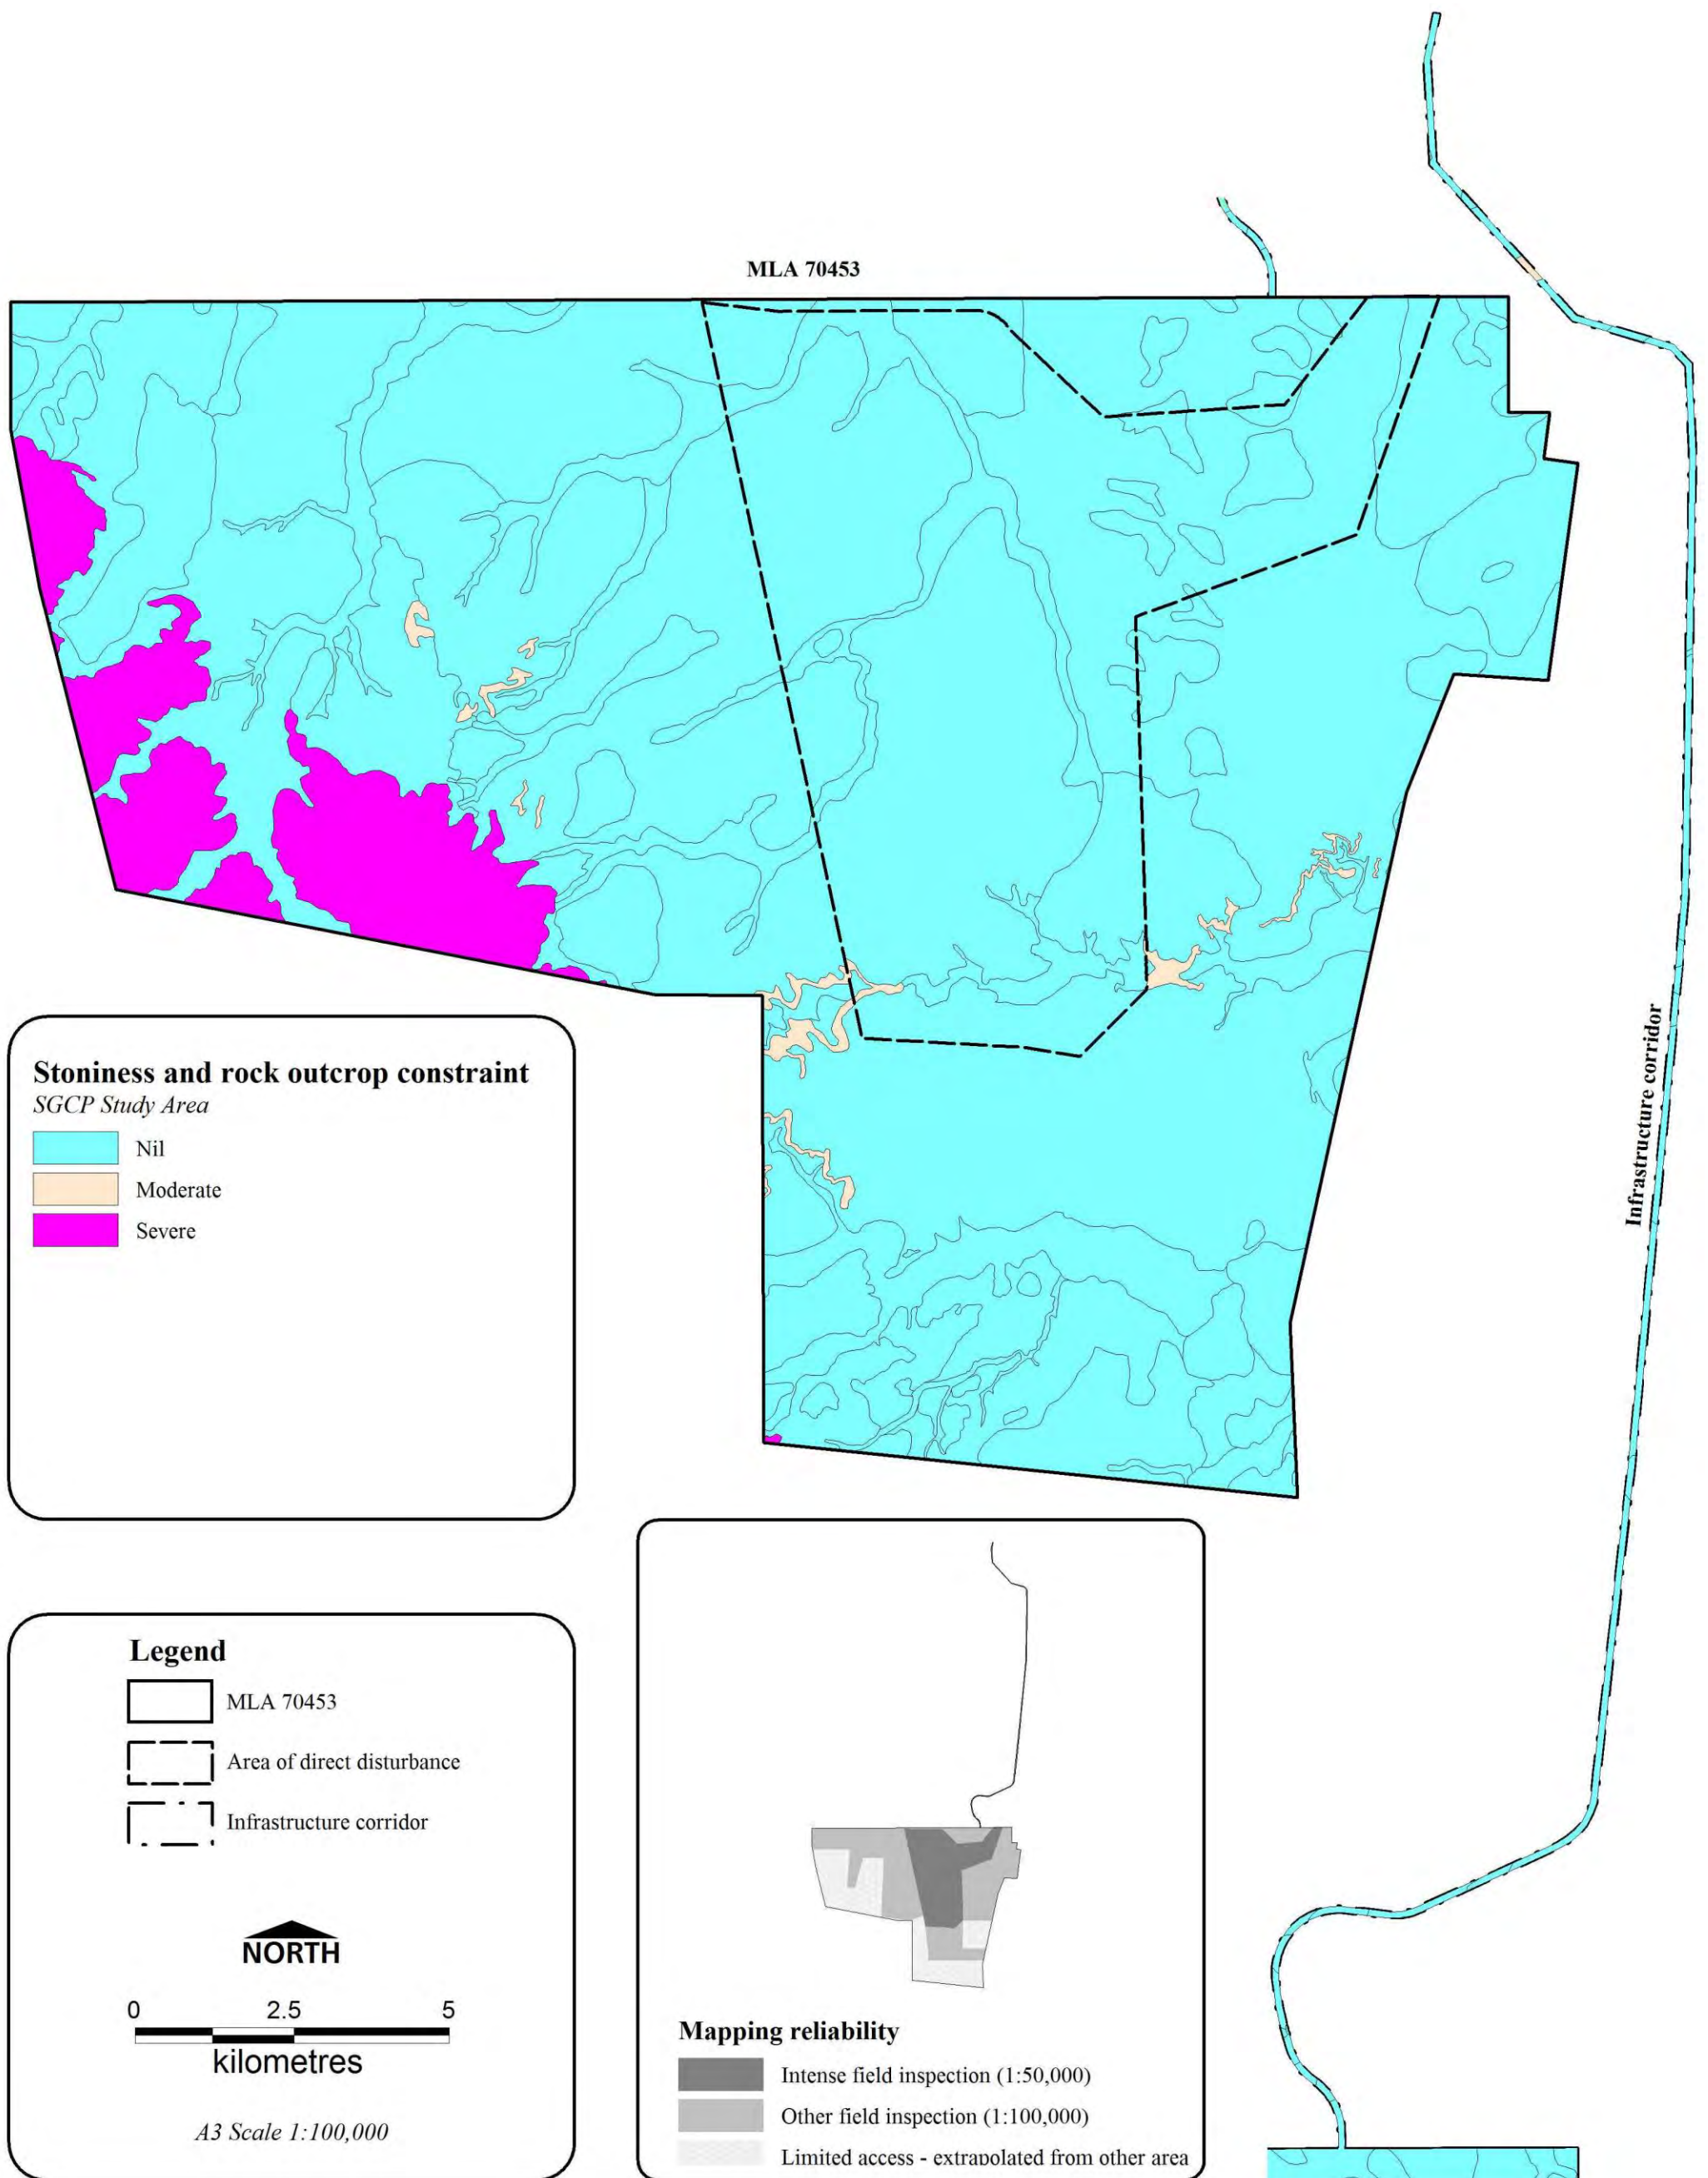 MLA 70453
Infrastructure corridor
Stoniness and rock outcrop constraint
SGCP Study Area
Nil
Moderate
Severe
Legend
MLA 70453
Area of direct disturbance
Infrastructure corridor
NORTH
0 2.5 5
kilometres
A3 Scale 1:100,000
Mapping reliability
Intense field inspection (1:50,000)
Other field inspection (1:100,000)
Limited access - extrapolated from other area